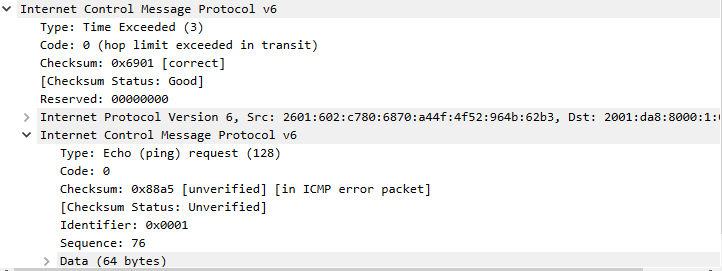 Internet Control Message Protocol v6
Type: Time Exceeded (3)
Code: 0 (hop limit exceeded in transit)
Checksum: 0x6901 [correct]
[Checksum Status: Good]
Reserved: 00000000
Internet Protocol Version 6, Src: 2601:602:c780:6870:a44f:4f52:964b:62b3, Dst: 2001:da8:8000:1:
Internet Control Message Protocol v6
Type: Echo (ping) request (128)
Code: 0
Checksum: 0x88a5 [unverified] [in ICMP error packet]
[Checksum Status: Unverified]
Identifier: 0x0001
Sequence: 76
Data (64 bytes)